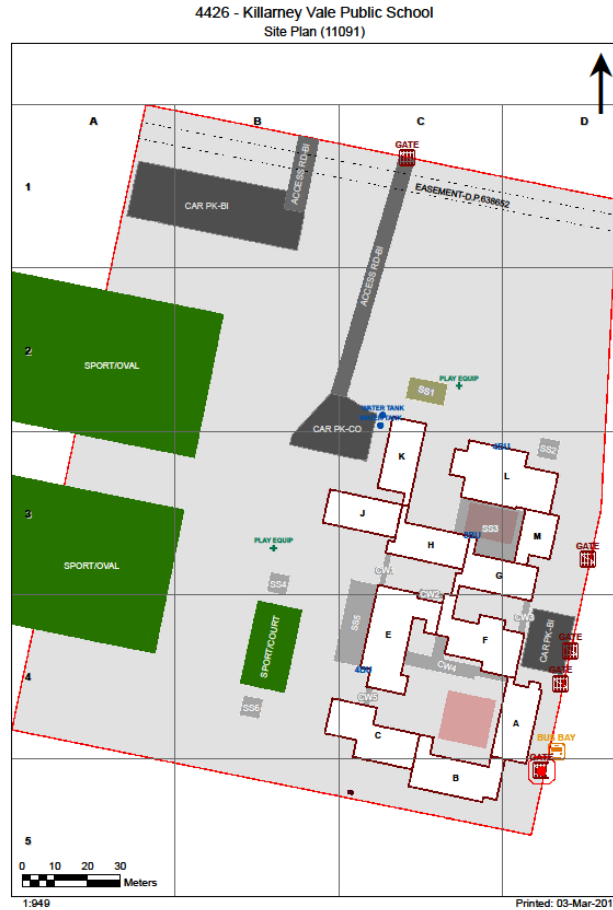 4426 - Killarney Vale Public School
Site Plan (11091)
A
B
C
D
GATE
1
ACCESS RD-BI
EASEMENT-D.P.638652
CAR PK-BI
ACCESS RD-BI
2
SPORT/OVAL
PLAY EQUIP
SS1
WATER TANK
CAR PK-CO
K
L
SS2
3
J
SS3
M
H
PLAY EQUIP
GATE
SPORT/OVAL
CW1
G
SS4
CW2
SS5
SPORT/COURT
E
F
CW3
CAR PK-BI
GATE
4
CW4
CW5
SS6
A
C
BUS BAY
GATE
B
5
0 10 20 30
Meters
1:949
Printed: 03-Mar-201